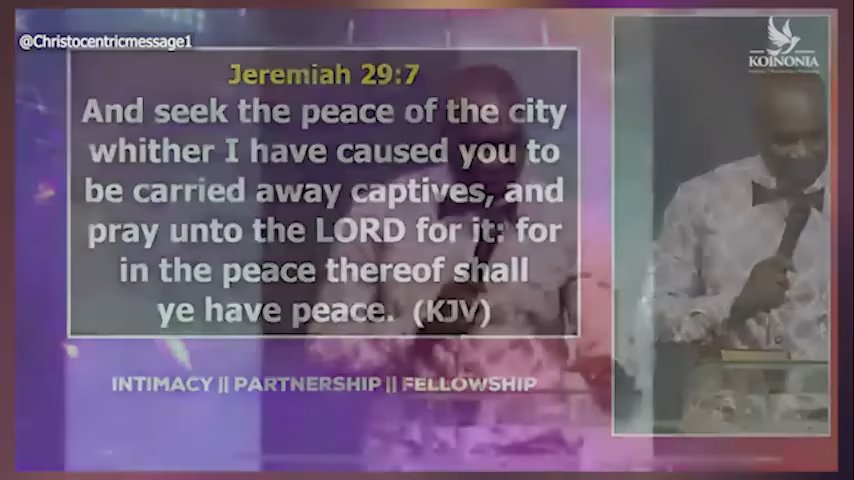 @Christocentricmessage1
KOINONIA
Jeremiah 29:7
And seek the peace of the city
whither I have caused you to
be carried away captives, and
pray unto the LORD for it: for
in the peace thereof shall
ye have peace. (KJV)
INTIMACY || PARTNERSHIP || FELLOWSHIP